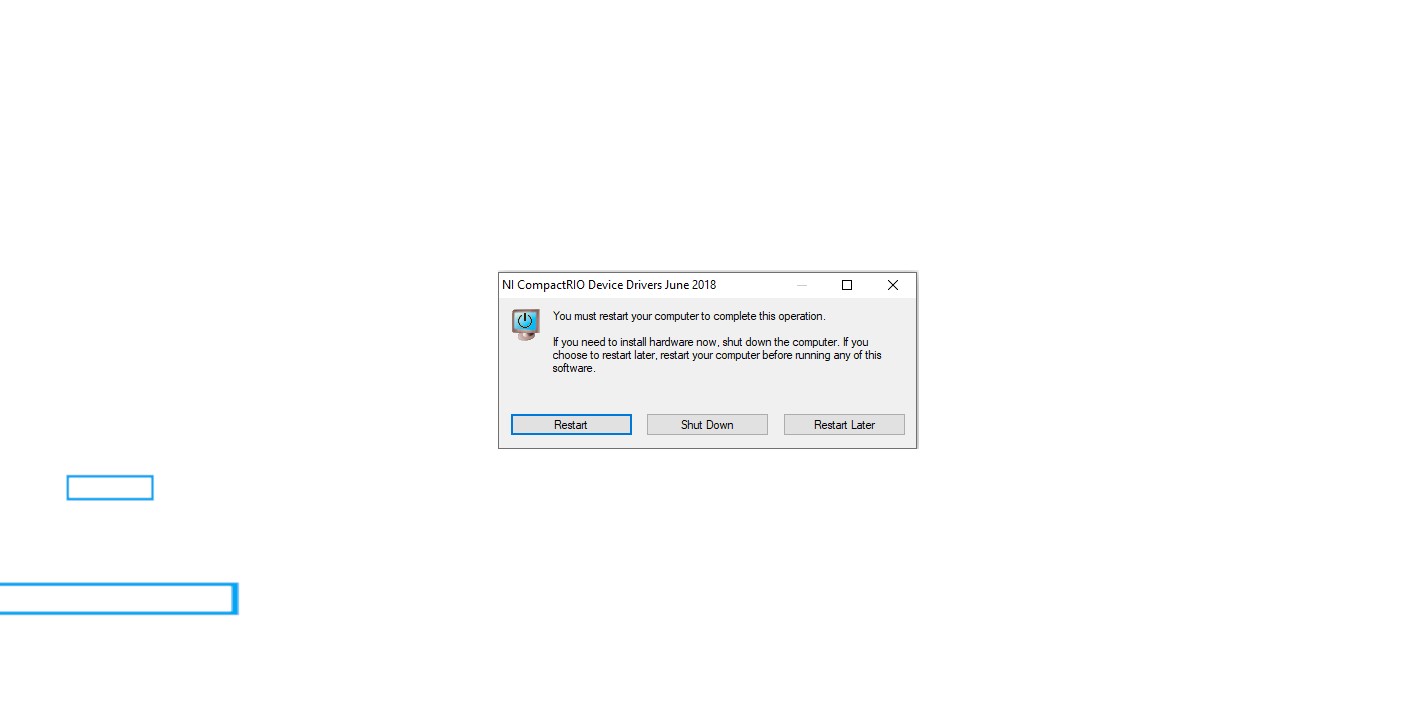 NI CompactRIO Device Drivers June 2018
You must restart your computer to complete this operation.
If you need to install hardware now, shut down the computer. If you
choose to restart later, restart your computer before running any of this
software.
Restart Shut Down Restart Later